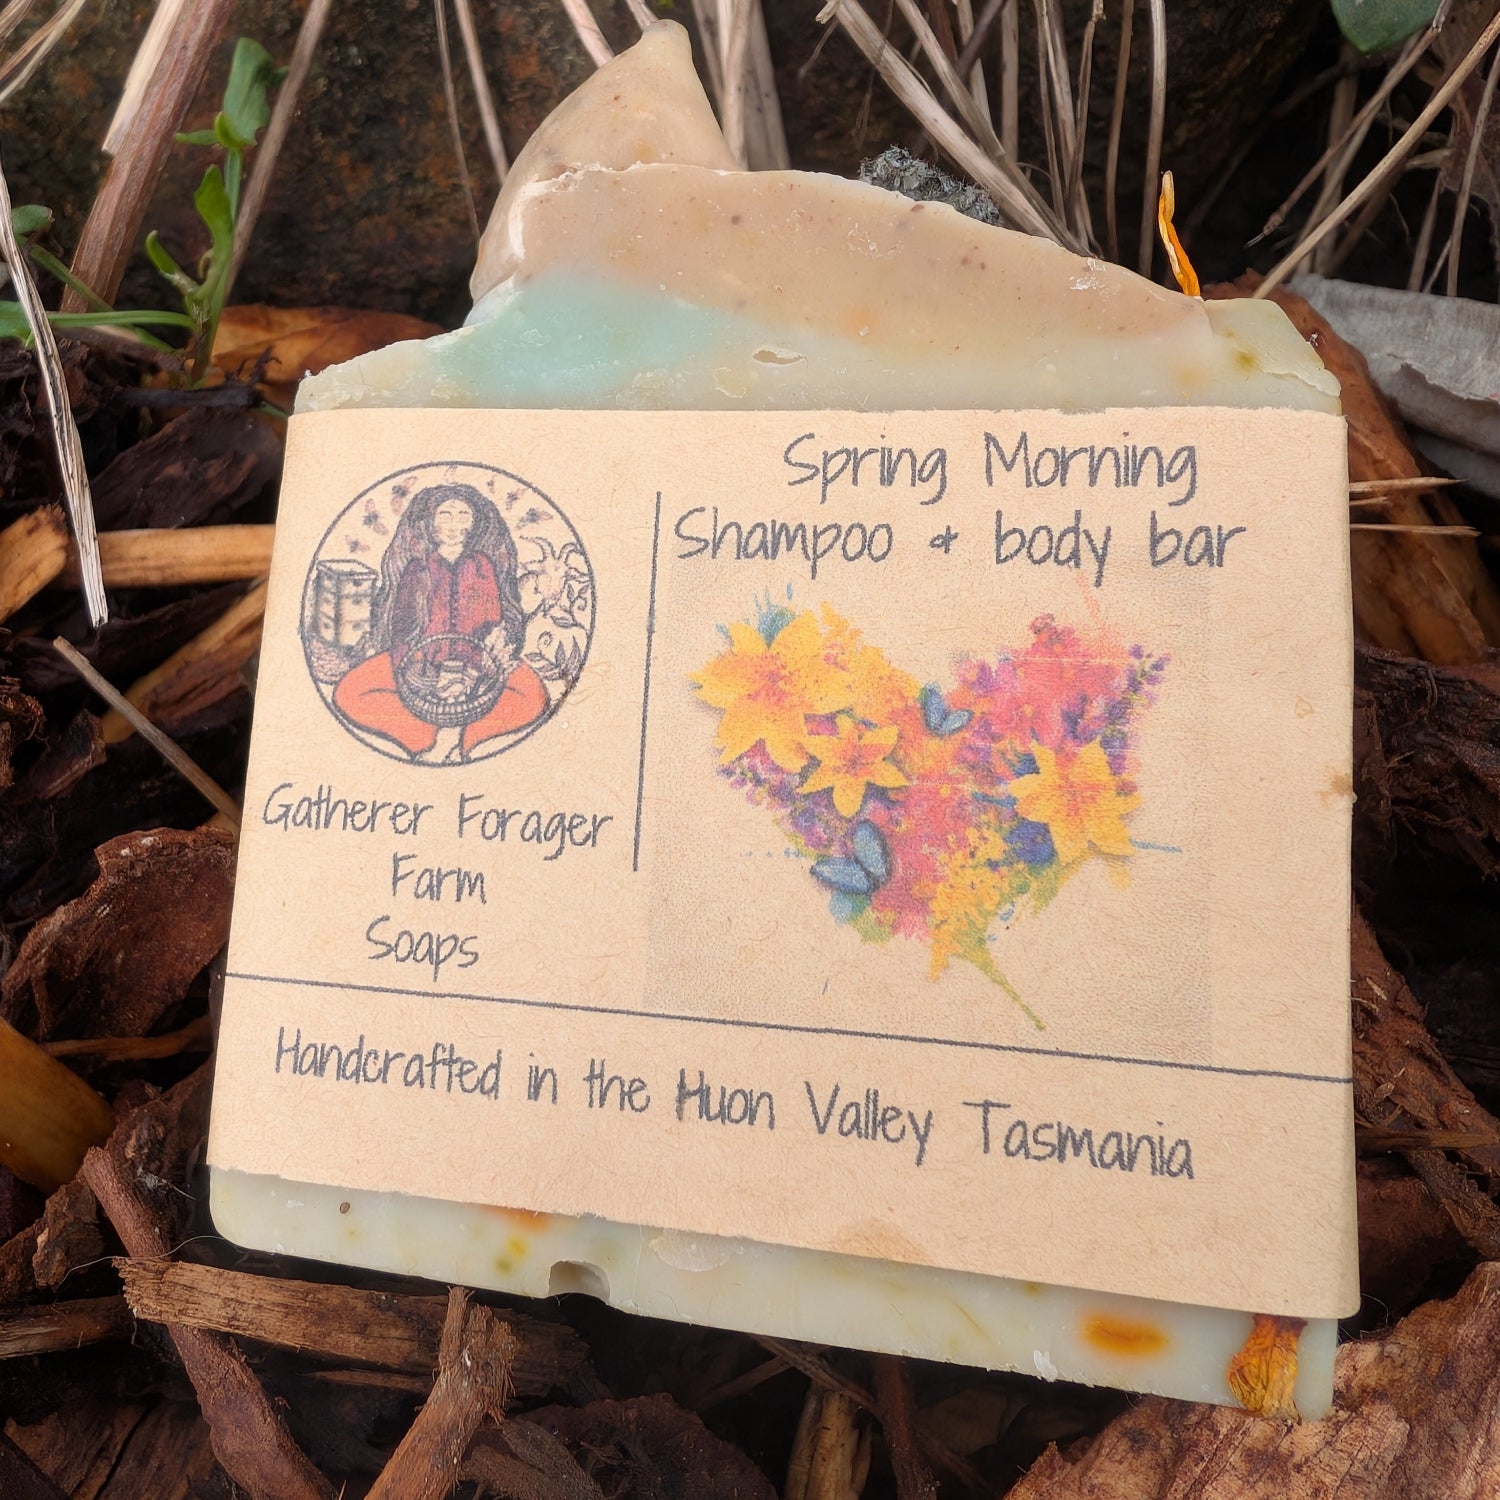 Spring Morning
Shampoo & body bar
Gatherer Forager
Farm
Soaps
Handcrafted in the Huon Valley Tasmania